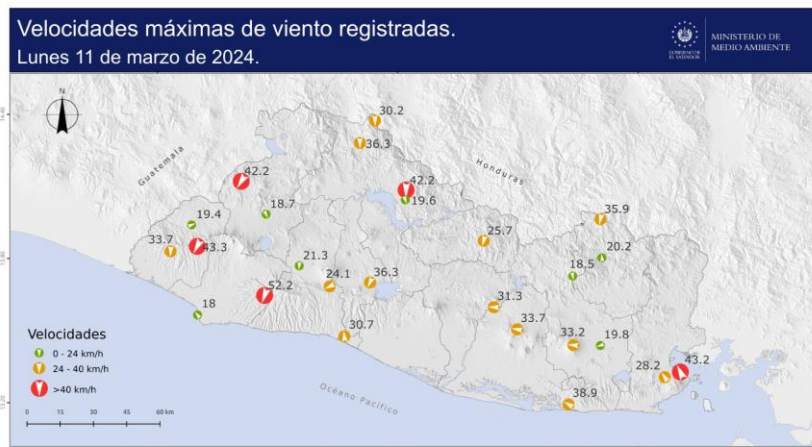 Velocidades máximas de viento registradas.
Lunes 11 de marzo de 2024.
GOBIERNO DE
EL SALVADOR
MINISTERIO DE
MEDIO AMBIENTE
N
30.2
36.3
Guatemala
Honduras
42.2
42.2
19.6
18.7
19.4
35.9
33.7
43.3
25.7
20.2
21.3
18.5
24.1
36.3
52.2
31.3
18
33.7
30.7
33.2
19.8
28.2
43.2
38.9
Océano Pacífico
Velocidades
0 - 24 km/h
24 - 40 km/h
>40 km/h
0 15 30 45 60 km